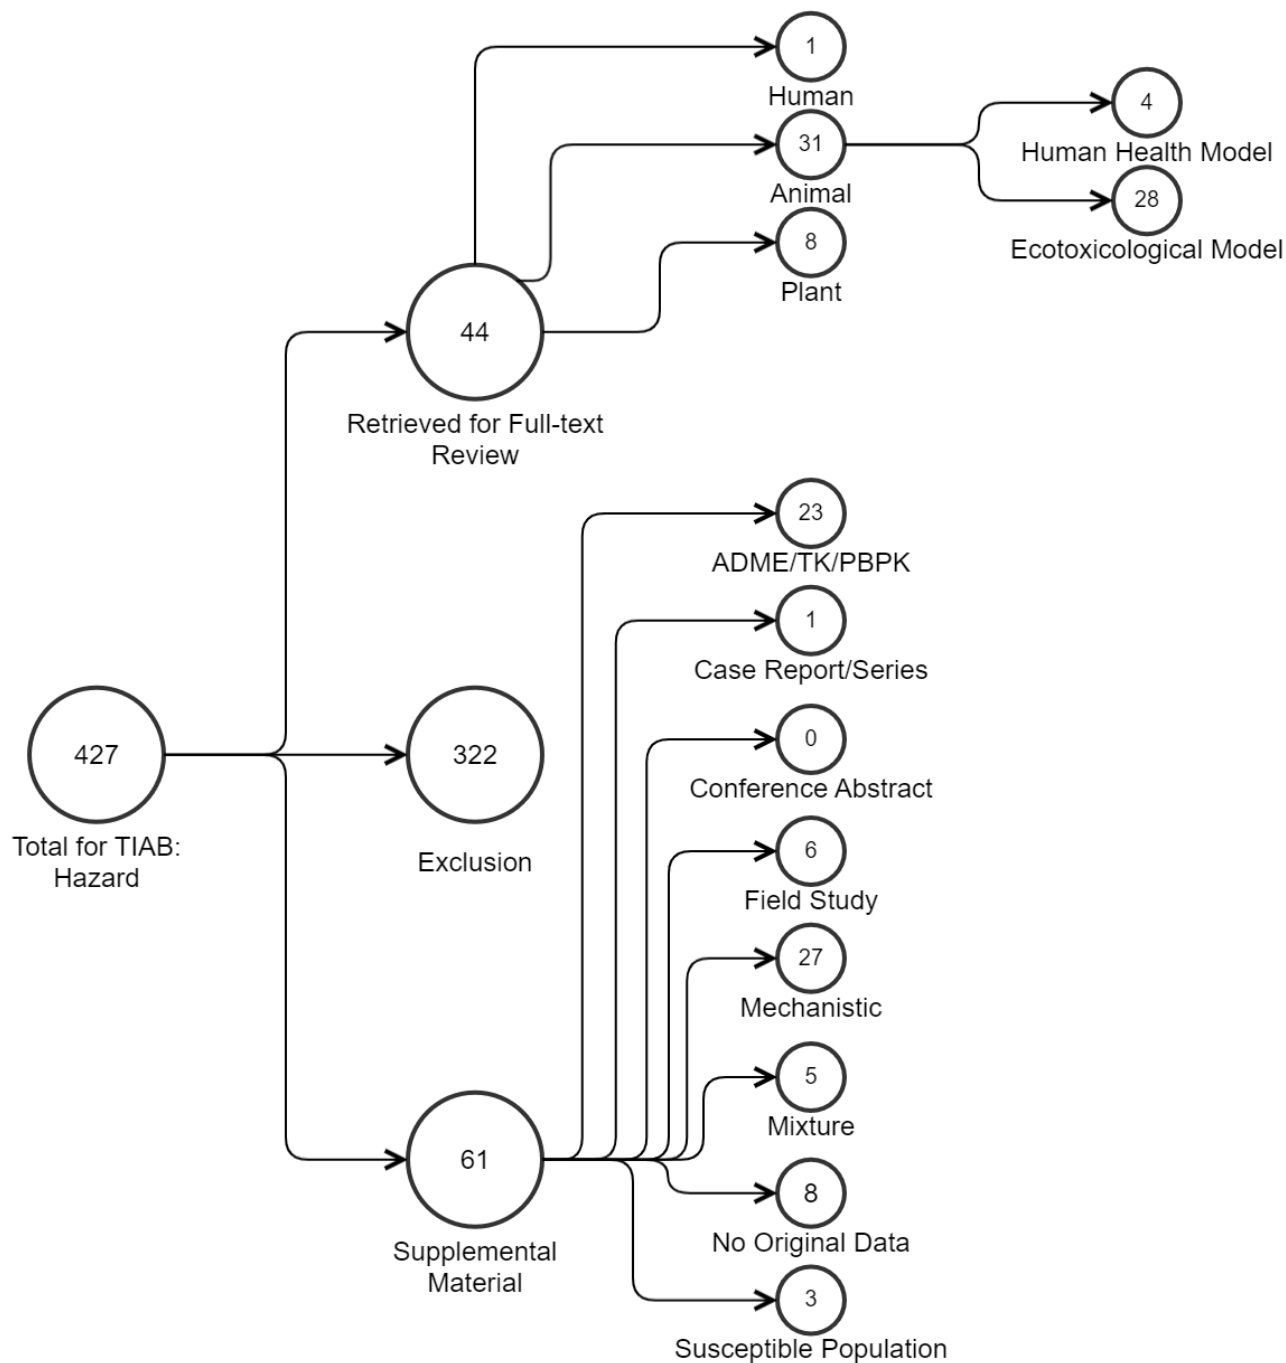 1
Human
31
Animal
8
Plant
4
Human Health Model
28
Ecotoxicological Model
44
Retrieved for Full-text
Review
23
ADME/TK/PBPK
1
Case Report/Series
0
Conference Abstract
6
Field Study
27
Mechanistic
5
Mixture
8
No Original Data
3
Susceptible Population
427
Total for TIAB:
Hazard
322
Exclusion
61
Supplemental
Material